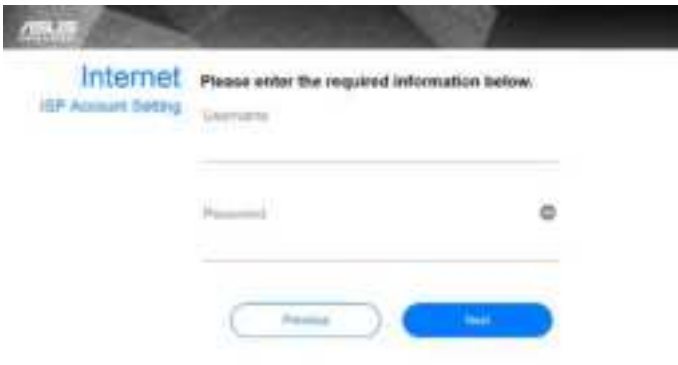 ASUS
Internet
ISP Account Setting
Please enter the required information below.
Username
Password
Previous
Next